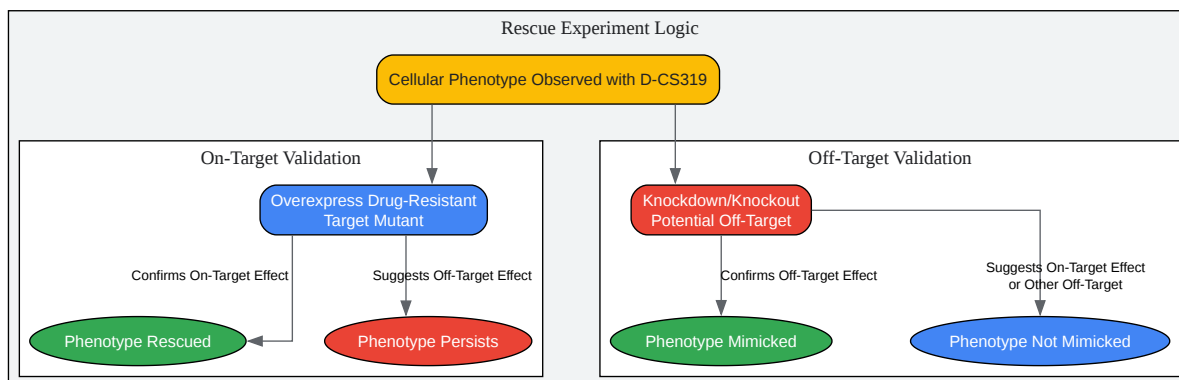 Rescue Experiment Logic
Cellular Phenotype Observed with D-CS319
On-Target Validation
Overexpress Drug-Resistant
Target Mutant
Confirms On-Target Effect
Suggests Off-Target Effect
Phenotype Rescued
Phenotype Persists
Off-Target Validation
Knockdown/Knockout
Potential Off-Target
Confirms Off-Target Effect
Suggests On-Target Effect
or Other Off-Target
Phenotype Mimicked
Phenotype Not Mimicked